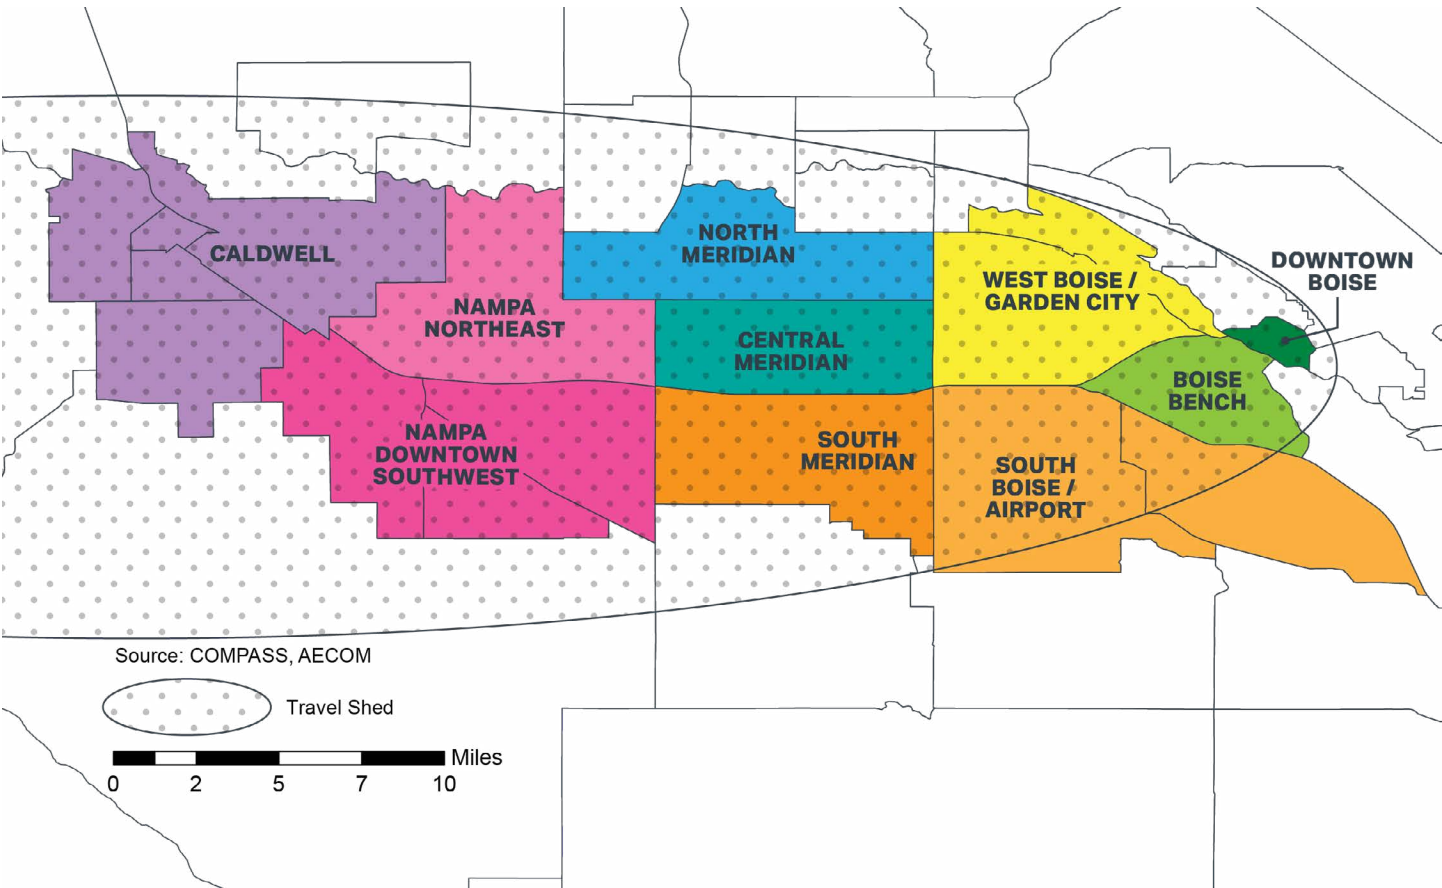 DOWNTOWN
BOISE
NORTH
MERIDIAN
CALDWELL
WEST BOISE /
GARDEN CITY
NAMPA
NORTHEAST
CENTRAL
MERIDIAN
BOISE
BENCH
NAMPA
DOWNTOWN
SOUTHWEST
SOUTH
MERIDIAN
SOUTH
BOISE /
AIRPORT
Source: COMPASS, AECOM
Travel Shed
Miles
0 2 5 7 10